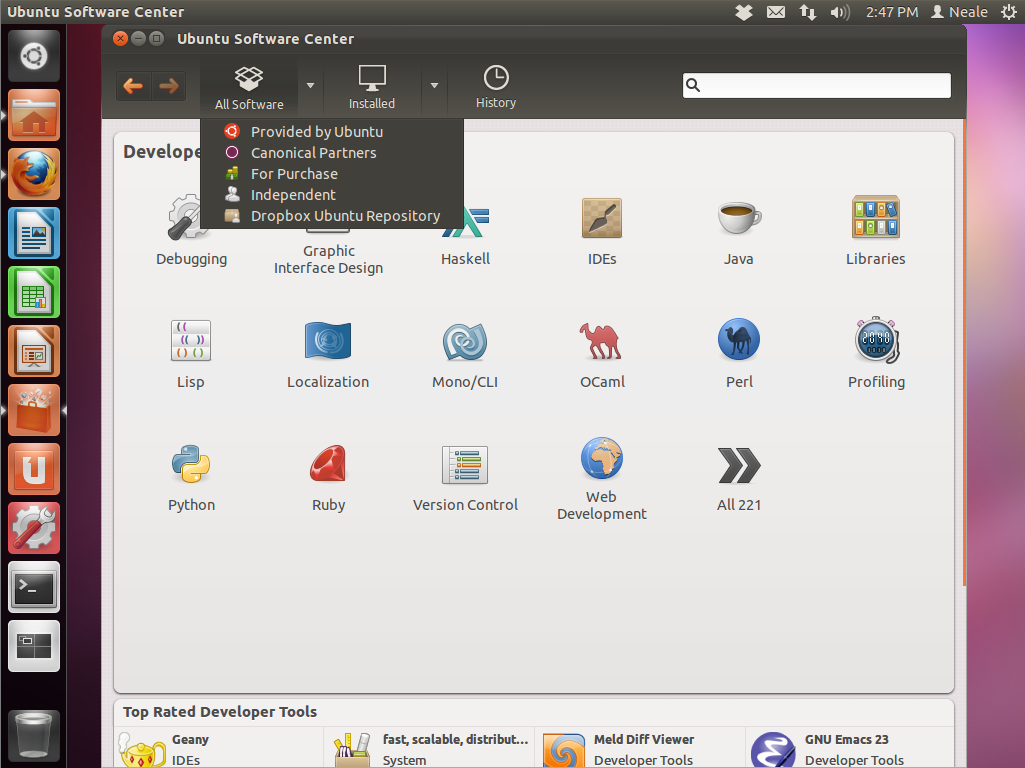 Ubuntu Software Center
2:47 PM
Neale
Ubuntu Software Center
All Software
Installed
History
Provided by Ubuntu
Canonical Partners
For Purchase
Independent
Dropbox Ubuntu Repository
Develope
Debugging
Graphic
Interface Design
Haskell
IDEs
Java
Libraries
Lisp
Localization
Mono/CLI
OCaml
Perl
Profiling
Python
Ruby
Version Control
Web
Development
All 221
Top Rated Developer Tools
Geany
IDEs
fast, scalable, distribut...
System
Meld Diff Viewer
Developer Tools
GNU Emacs 23
Developer Tools